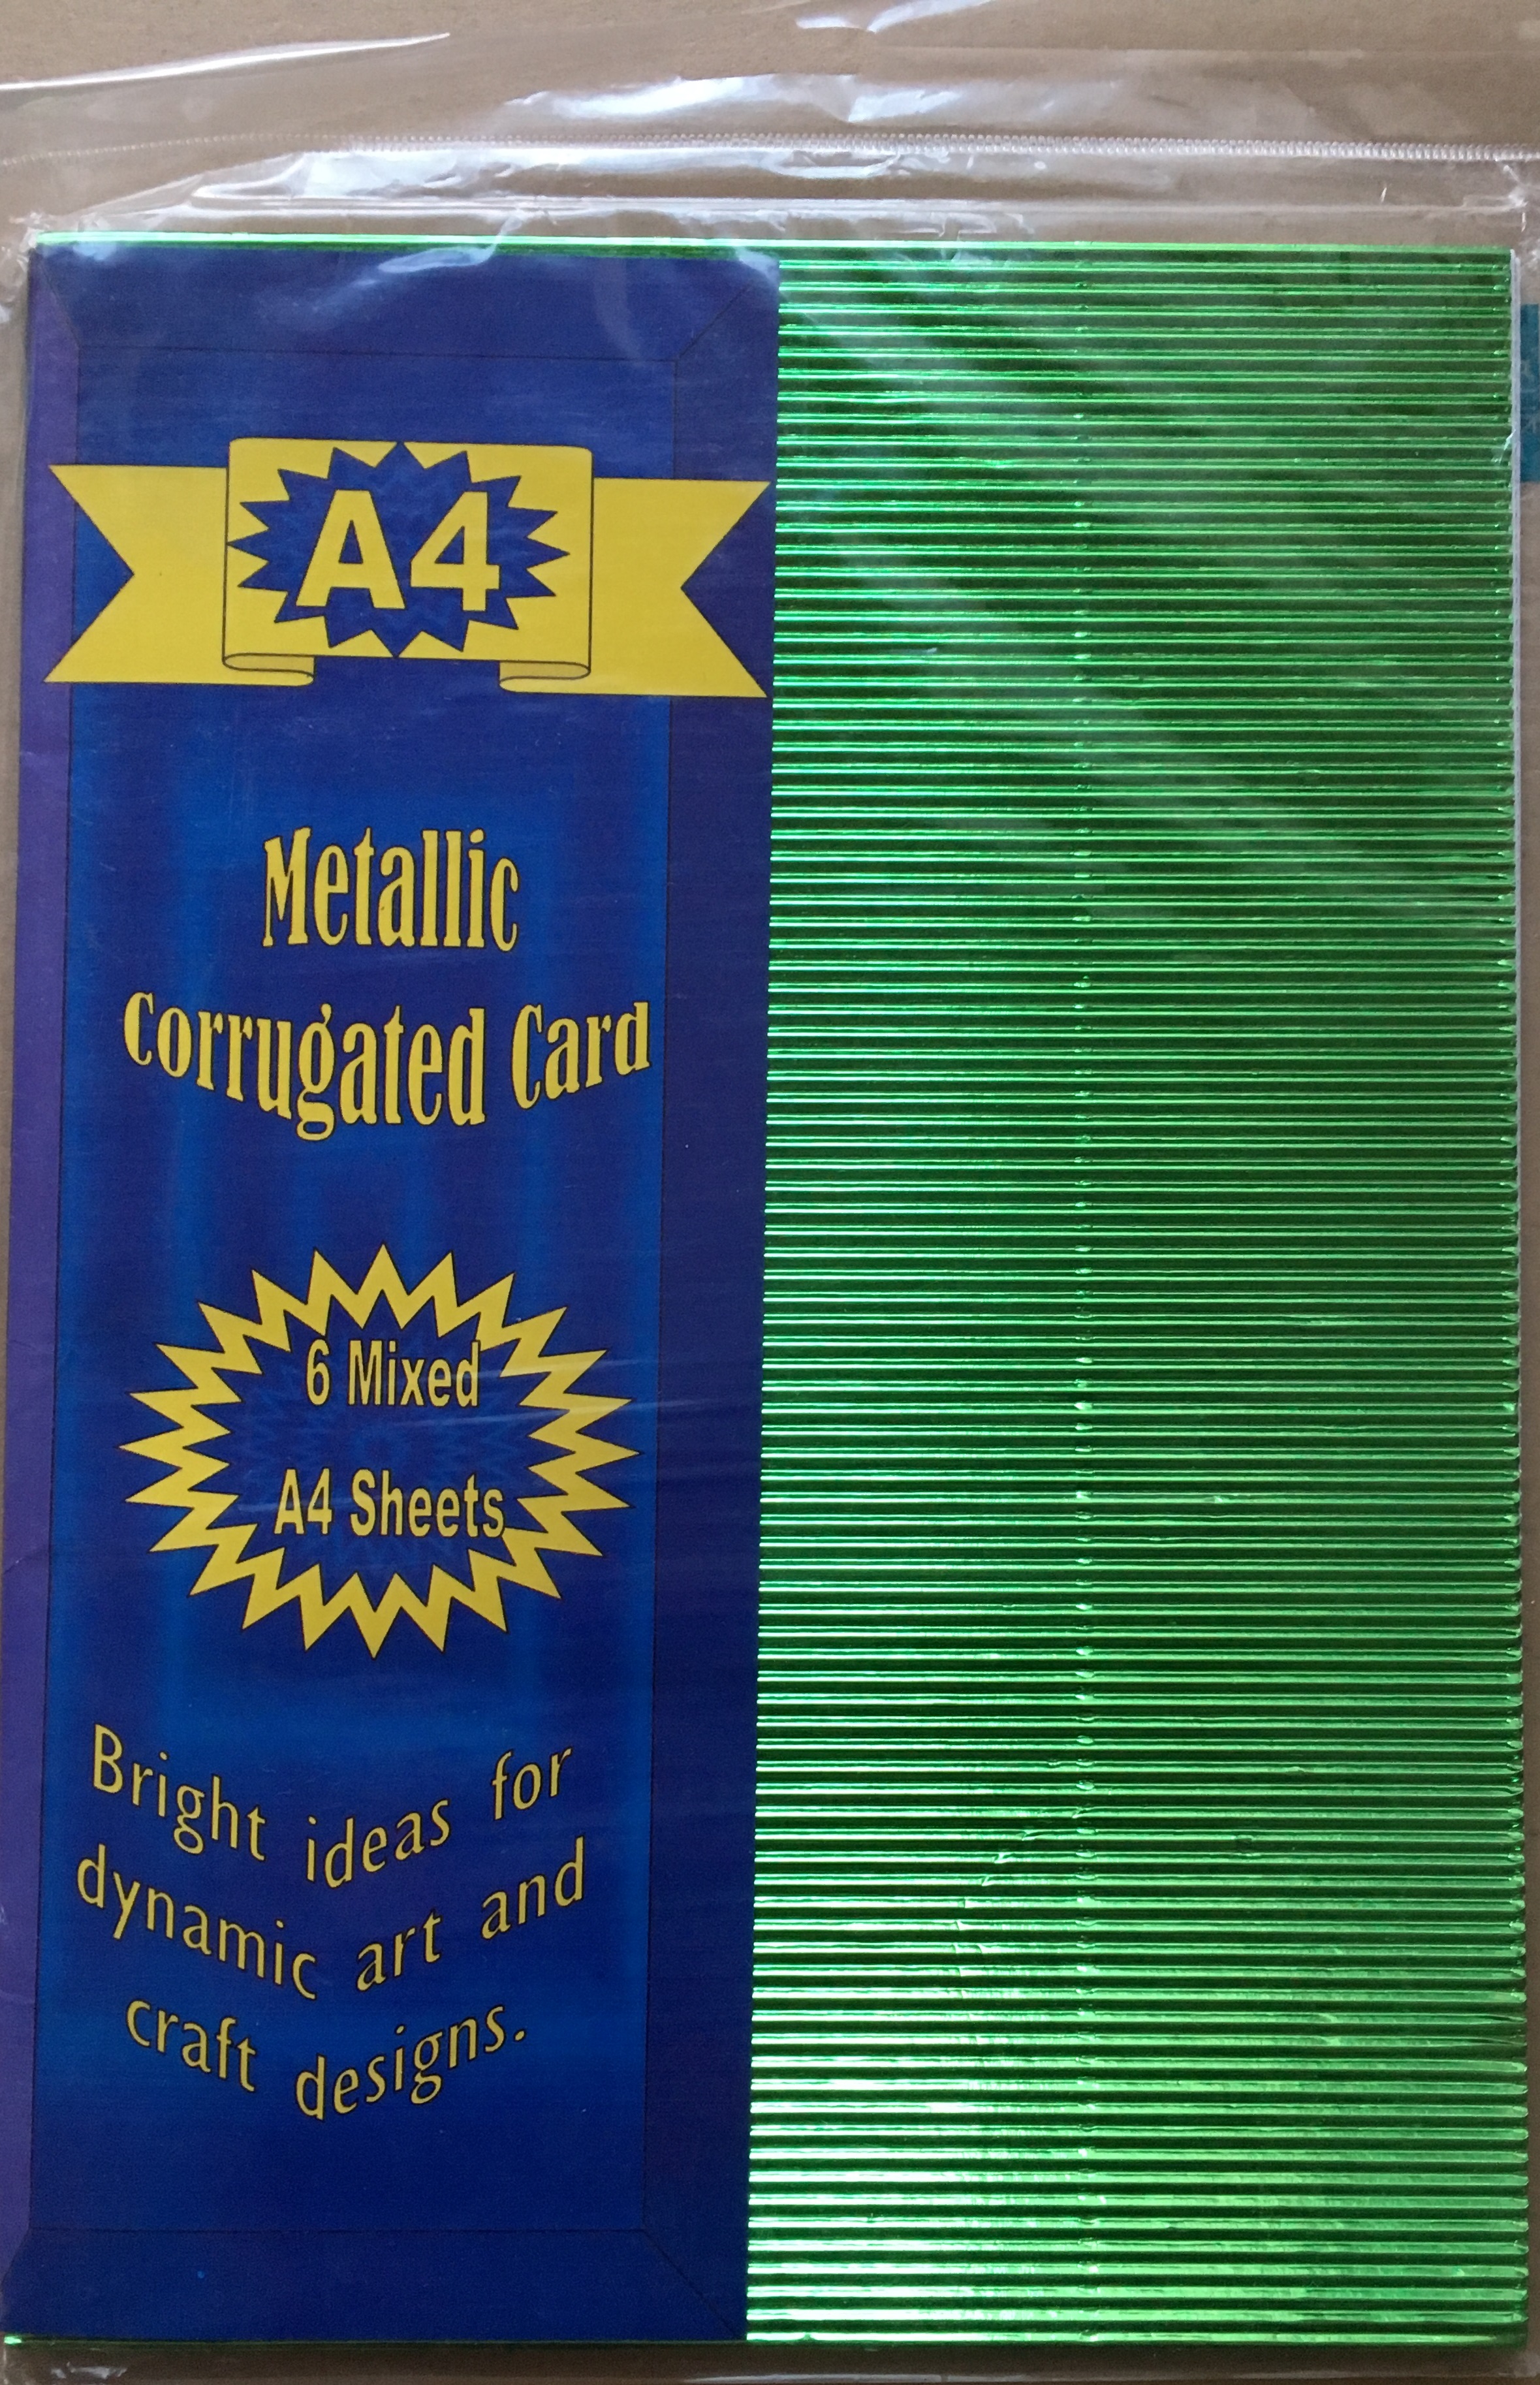 A4
Metallic
Corrugated Card
6 Mixed
A4 Sheets
Bright ideas for
dynamic art and
craft designs.